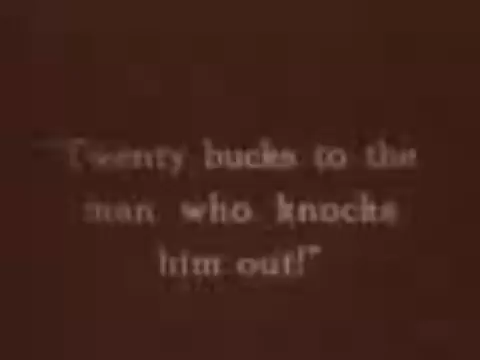 "Twenty bucks to the
man who knocks
him out!"